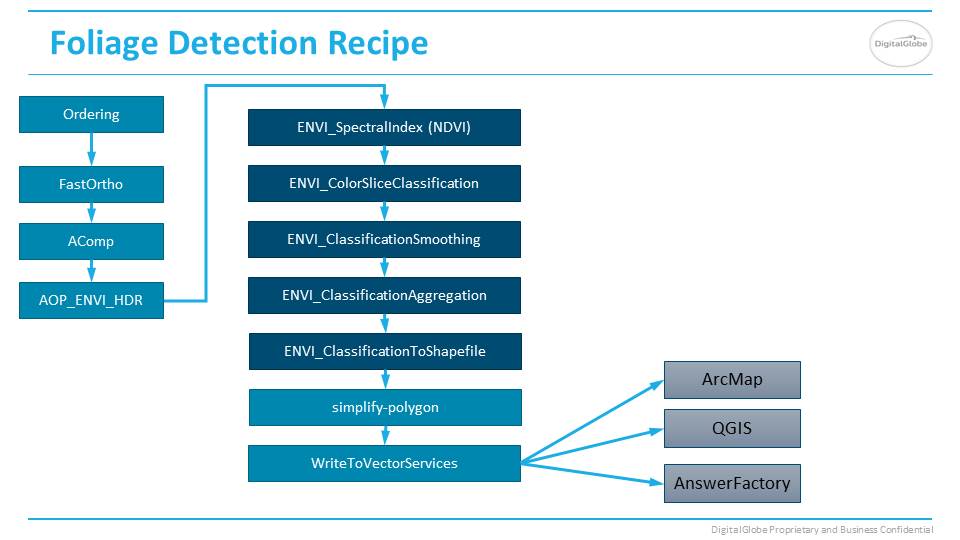 Foliage Detection Recipe
DigitalGlobe
Ordering
FastOrtho
AComp
AOP_ENVI_HDR
ENVI_SpectralIndex (NDVI)
ENVI_ColorSliceClassification
ENVI_ClassificationSmoothing
ENVI_ClassificationAggregation
ENVI_ClassificationToShapefile
simplify-polygon
WriteToVectorServices
ArcMap
QGIS
AnswerFactory
DigitalGlobe Proprietary and Business Confidential